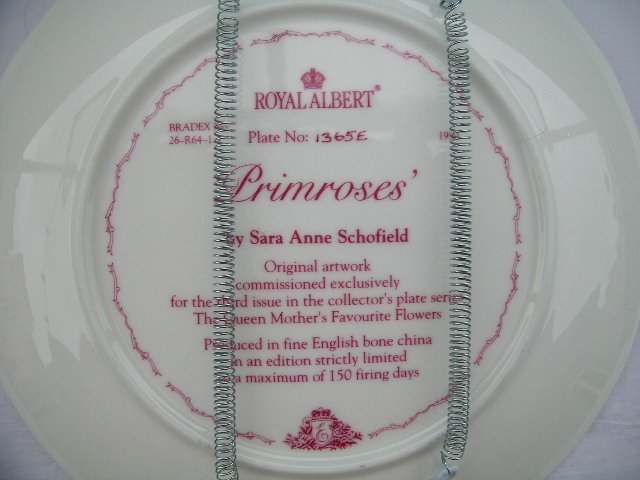 ROYAL ALBERT®
BRADEX
26-R64-
Plate No: 1365E
Primroses'
by Sara Anne Schofield
Original artwork
commissioned exclusively
for the third issue in the collector's plate series
The Queen Mother's Favourite Flowers
Produced in fine English bone china
in an edition strictly limited
a maximum of 150 firing days
E